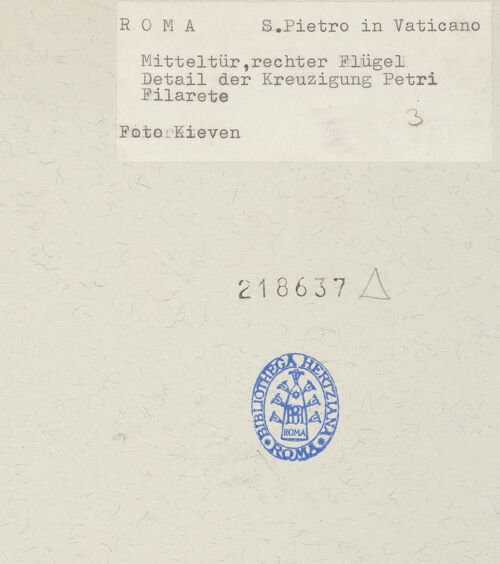 ROMA S.Pietro in Vaticano
Mitteltür,rechter Flügel
Detail der Kreuzigung Petri
Filarete
Foto Kieven
3
218637 △
BIBLIOTHECA HERTZIANA
ROMA
ROMA